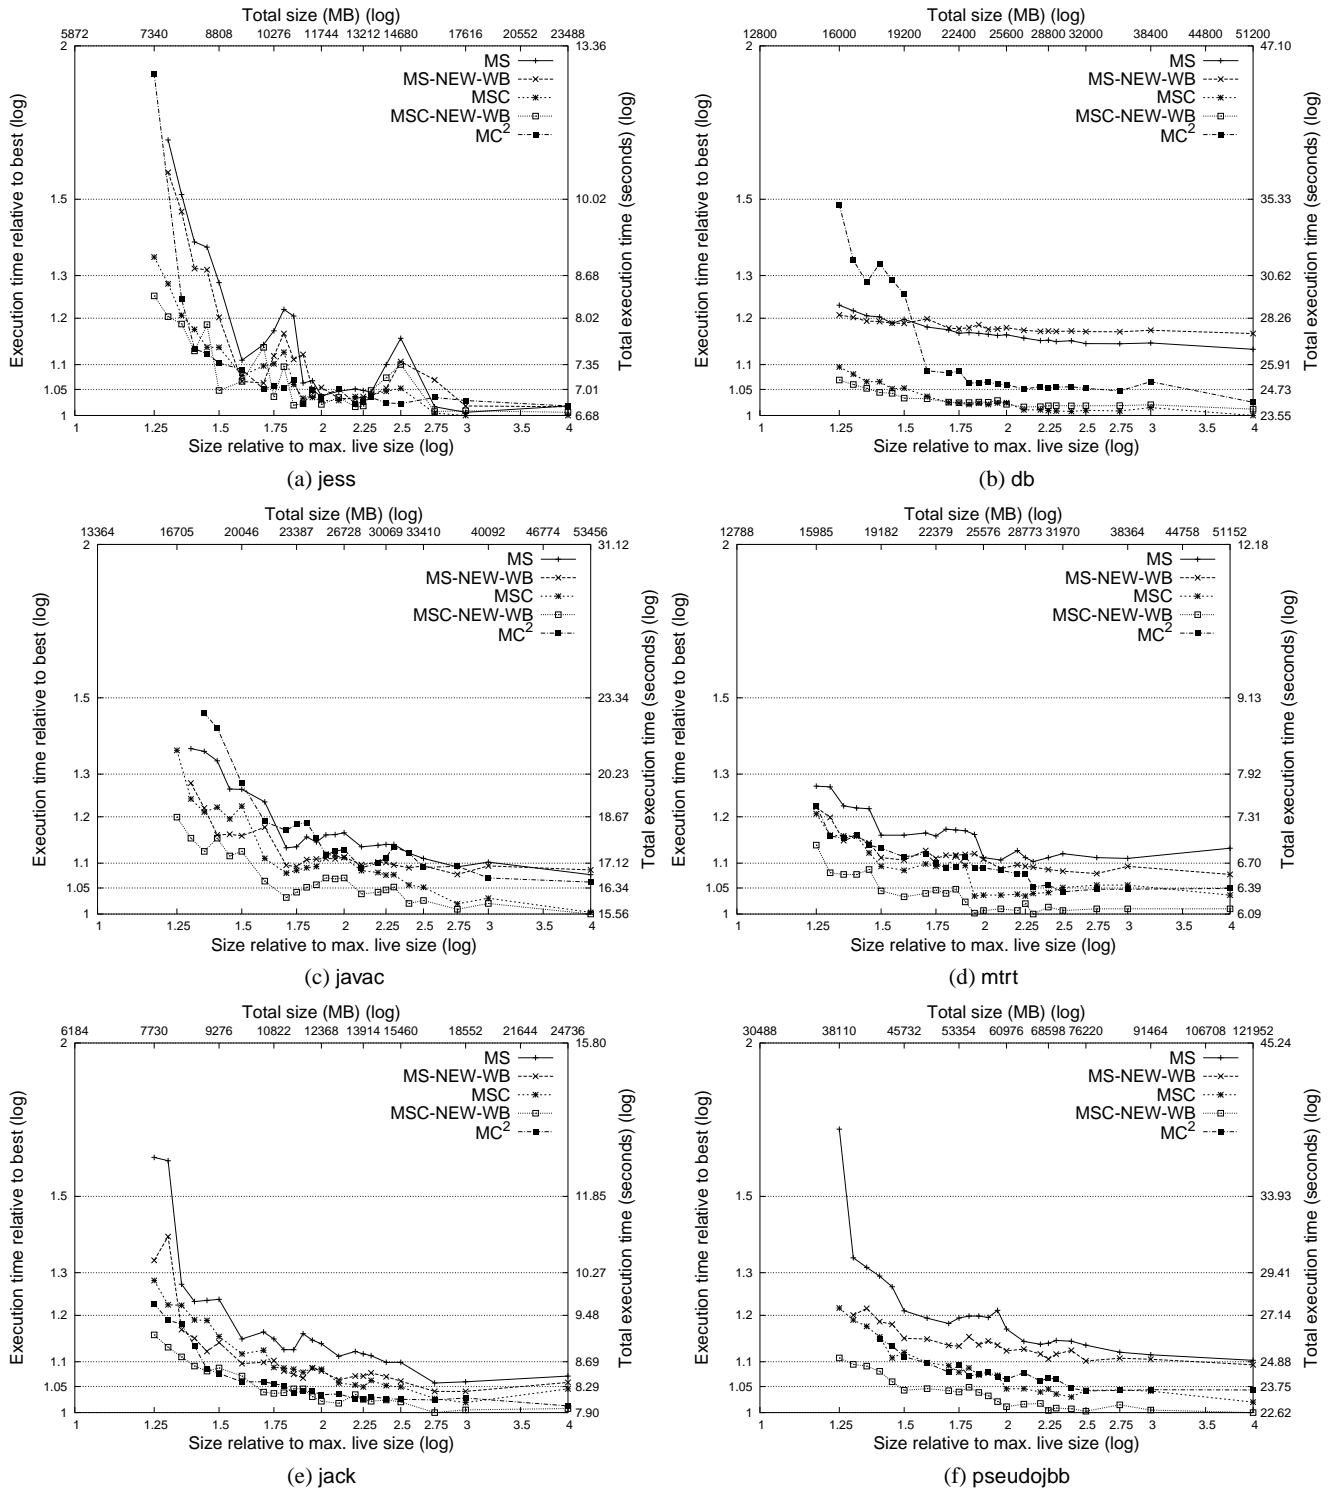 Total size (MB) (log)
5872 7340 8808 10276 11744 13212 14680 17616 20552 23488
Execution time relative to best (log)
2
1.5
1.3
1.2
1.1
1.05
1
MS
MS-NEW-WB
MSC
MSC-NEW-WB
MC2
13.36
10.02
8.68
8.02
7.35
7.01
6.68
Total execution time (seconds) (log)
1 1.25 1.5 1.75 2 2.25 2.5 2.75 3 3.5 4
Size relative to max. live size (log)
(a) jess
Total size (MB) (log)
12800 16000 19200 22400 25600 28800 32000 38400 44800 51200
Execution time relative to best (log)
2
1.5
1.3
1.2
1.1
1.05
1
MS
MS-NEW-WB
MSC
MSC-NEW-WB
MC2
47.10
35.33
30.62
28.26
25.91
24.73
23.55
Total execution time (seconds) (log)
1 1.25 1.5 1.75 2 2.25 2.5 2.75 3 3.5 4
Size relative to max. live size (log)
(b) db
Total size (MB) (log)
13364 16705 20046 23387 26728 30069 33410 40092 46774 53456
Execution time relative to best (log)
2
1.5
1.3
1.2
1.1
1.05
1
MS
MS-NEW-WB
MSC
MSC-NEW-WB
MC2
31.12
23.34
20.23
18.67
17.12
16.34
15.56
Total execution time (seconds) (log)
1 1.25 1.5 1.75 2 2.25 2.5 2.75 3 3.5 4
Size relative to max. live size (log)
(c) javac
Total size (MB) (log)
12788 15985 19182 22379 25576 28773 31970 38364 44758 51152
Execution time relative to best (log)
2
1.5
1.3
1.2
1.1
1.05
1
MS
MS-NEW-WB
MSC
MSC-NEW-WB
MC2
12.18
9.13
7.92
7.31
6.70
6.39
6.09
Total execution time (seconds) (log)
1 1.25 1.5 1.75 2 2.25 2.5 2.75 3 3.5 4
Size relative to max. live size (log)
(d) mtrt
Total size (MB) (log)
6184 7730 9276 10822 12368 13914 15460 18552 21644 24736
Execution time relative to best (log)
2
1.5
1.3
1.2
1.1
1.05
1
MS
MS-NEW-WB
MSC
MSC-NEW-WB
MC2
15.80
11.85
10.27
9.48
8.69
8.29
7.90
Total execution time (seconds) (log)
1 1.25 1.5 1.75 2 2.25 2.5 2.75 3 3.5 4
Size relative to max. live size (log)
(e) jack
Total size (MB) (log)
30488 38110 45732 53354 60976 68598 76220 91464 106708 121952
Execution time relative to best (log)
2
1.5
1.3
1.2
1.1
1.05
1
MS
MS-NEW-WB
MSC
MSC-NEW-WB
MC2
45.24
33.93
29.41
27.14
24.88
23.75
22.62
Total execution time (seconds) (log)
1 1.25 1.5 1.75 2 2.25 2.5 2.75 3 3.5 4
Size relative to max. live size (log)
(f) pseudojbb